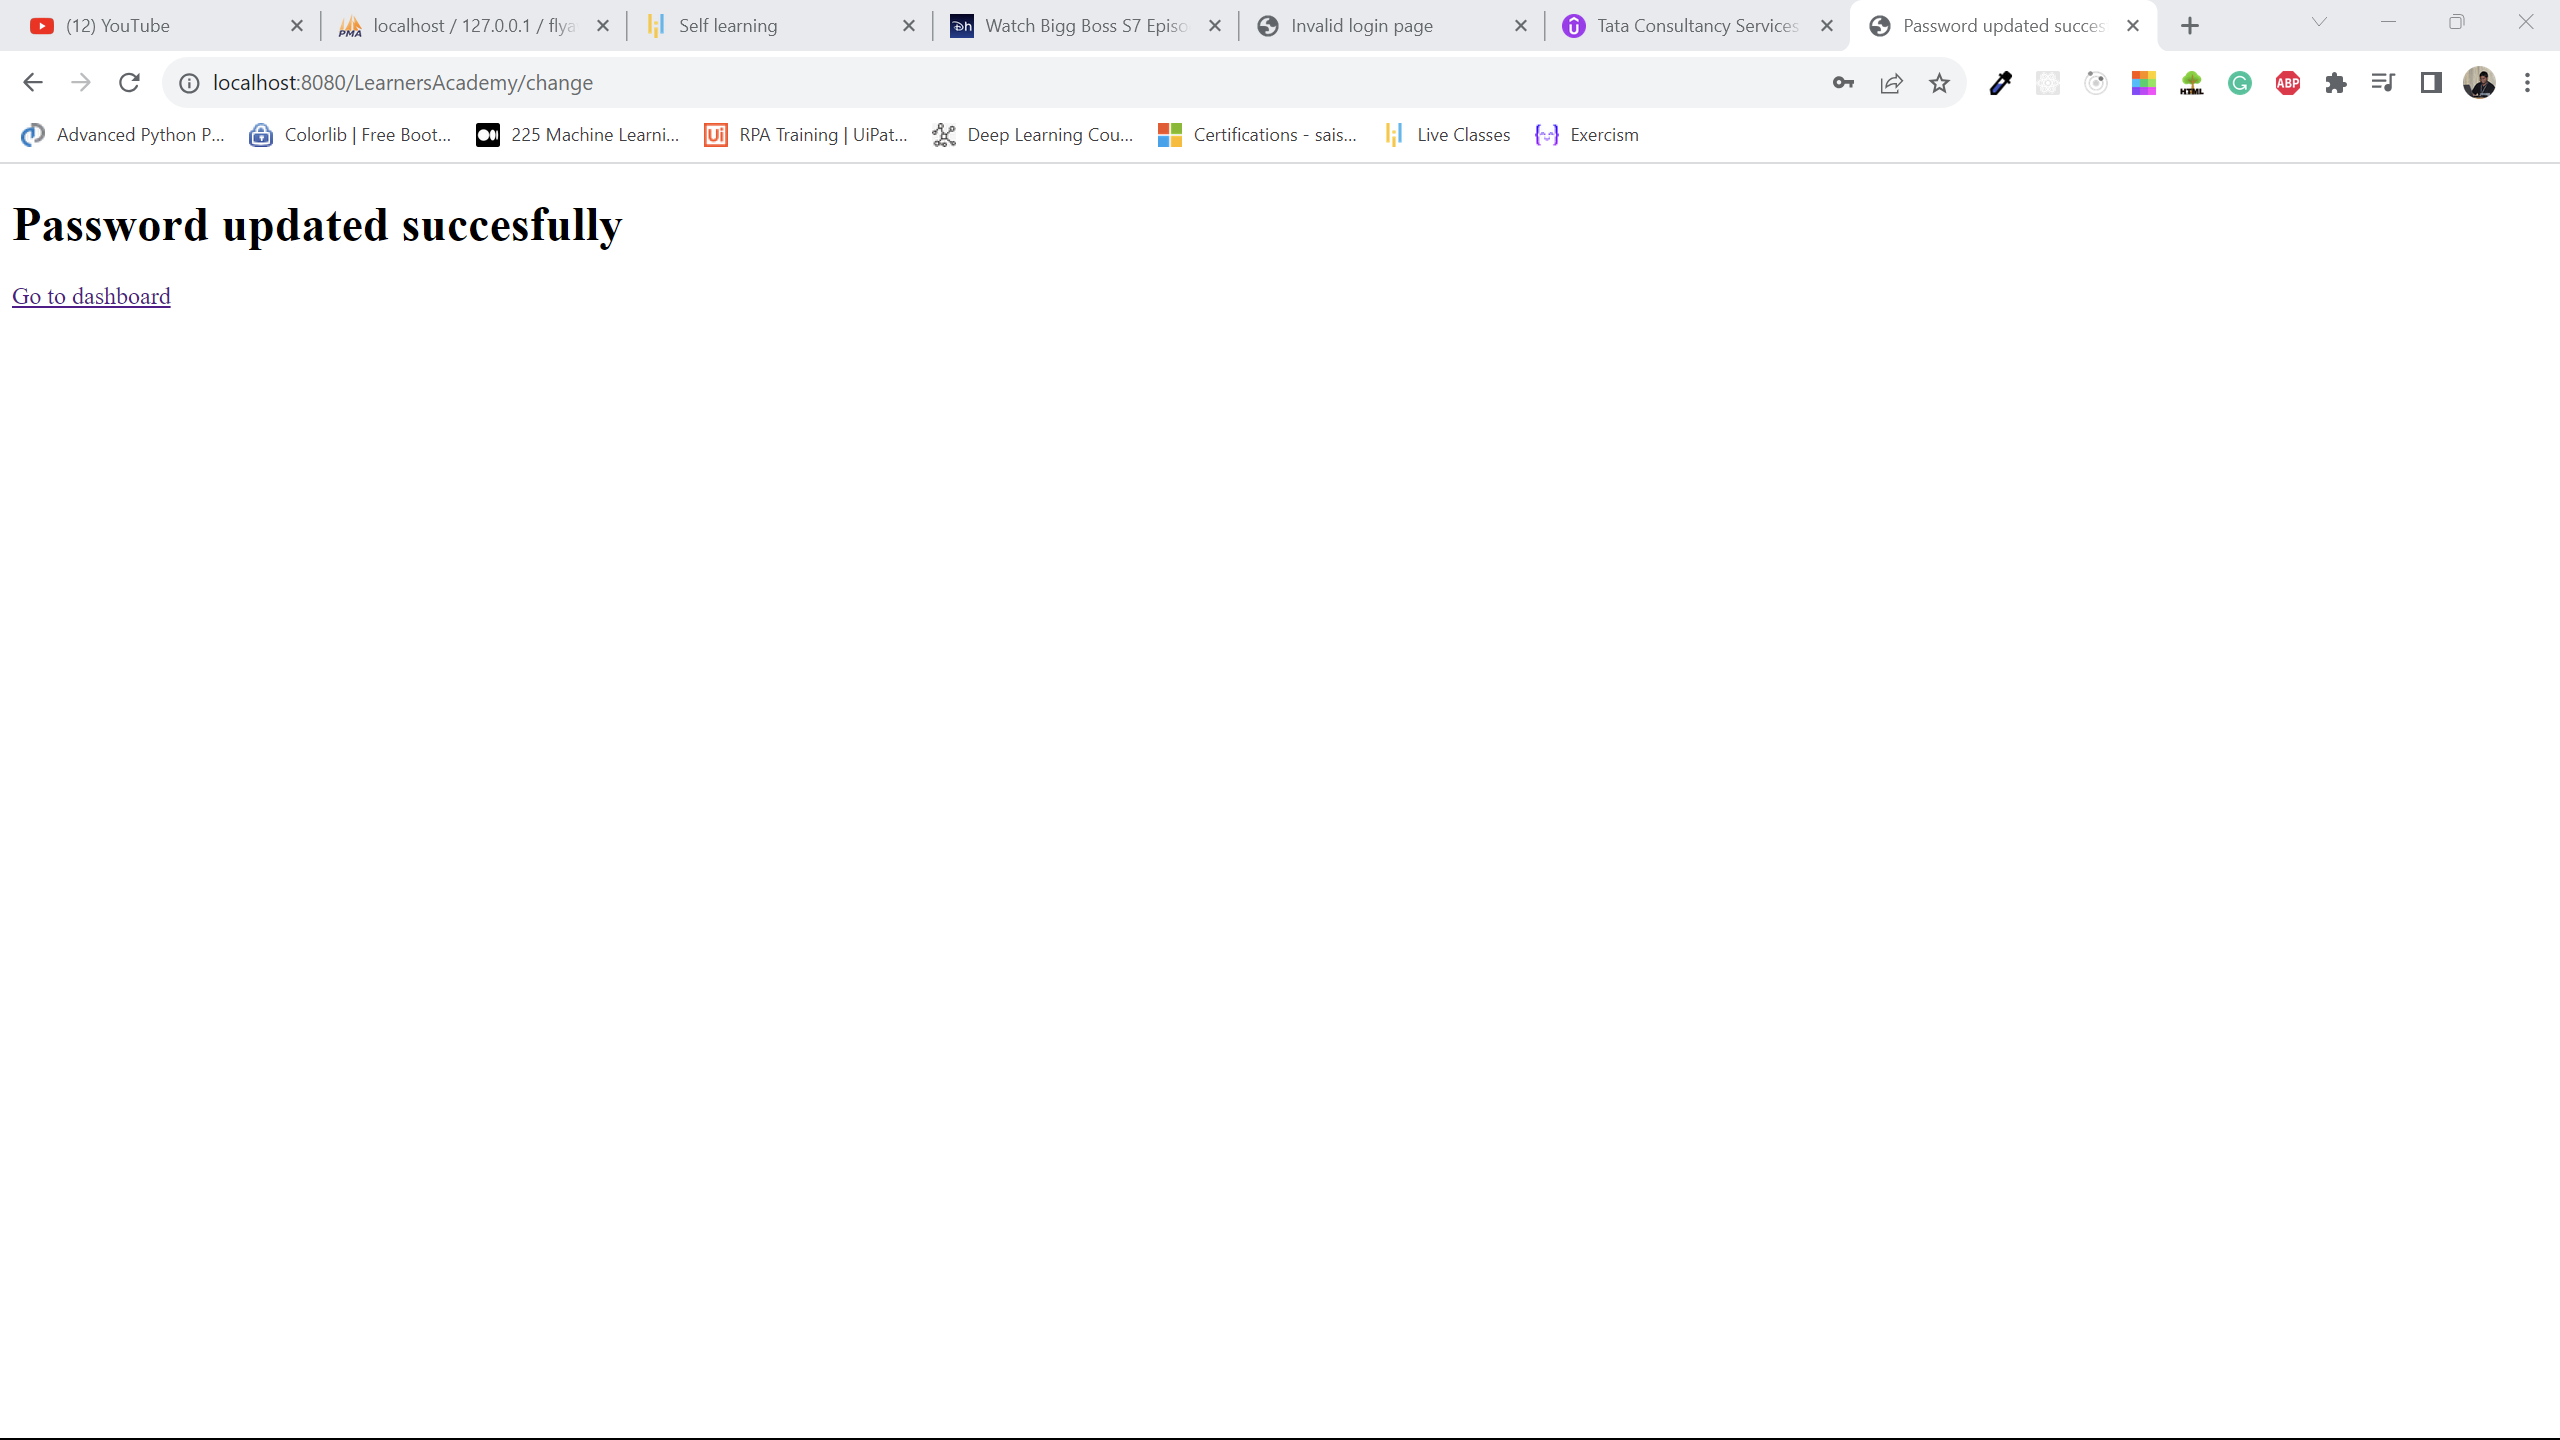 (12) YouTube
localhost / 127.0.0.1 / flya
Self learning
Watch Bigg Boss S7 Episo
Invalid login page
Tata Consultancy Services
Password updated succes
localhost:8080/LearnersAcademy/change
HTML
ABP
Advanced Python P...
Colorlib | Free Boot...
225 Machine Learni...
RPA Training | UiPat...
Deep Learning Cou...
Certifications - sais...
Live Classes
Exercism
Password updated succesfully
Go to dashboard